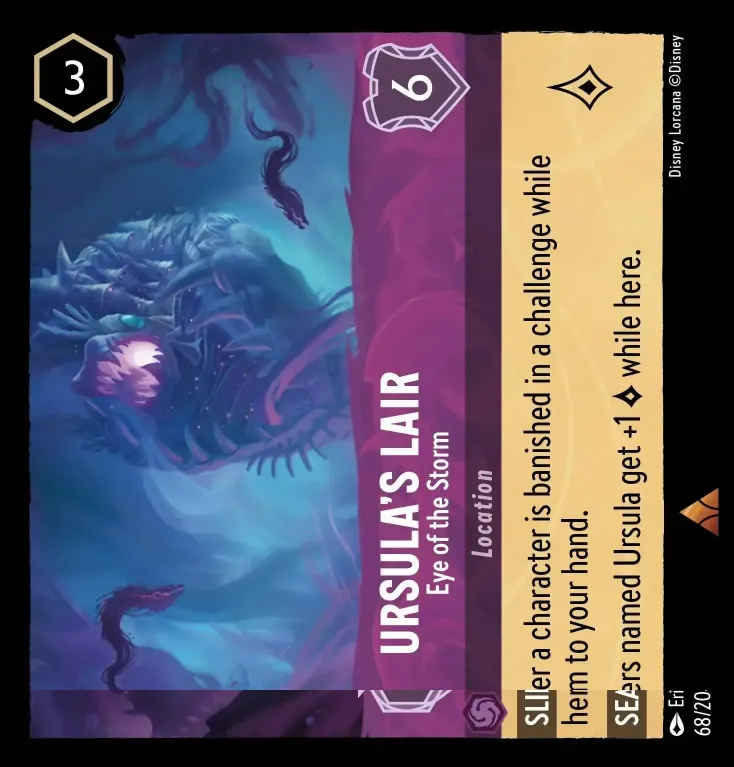 3
6
URSULA'S LAIR
Eye of the Storm
Location
SLI er a character is banished in a challenge while
hem to your hand.
SEA ers named Ursula get +1 while here.
Eri
68/20
Disney Lorcana ©Disney